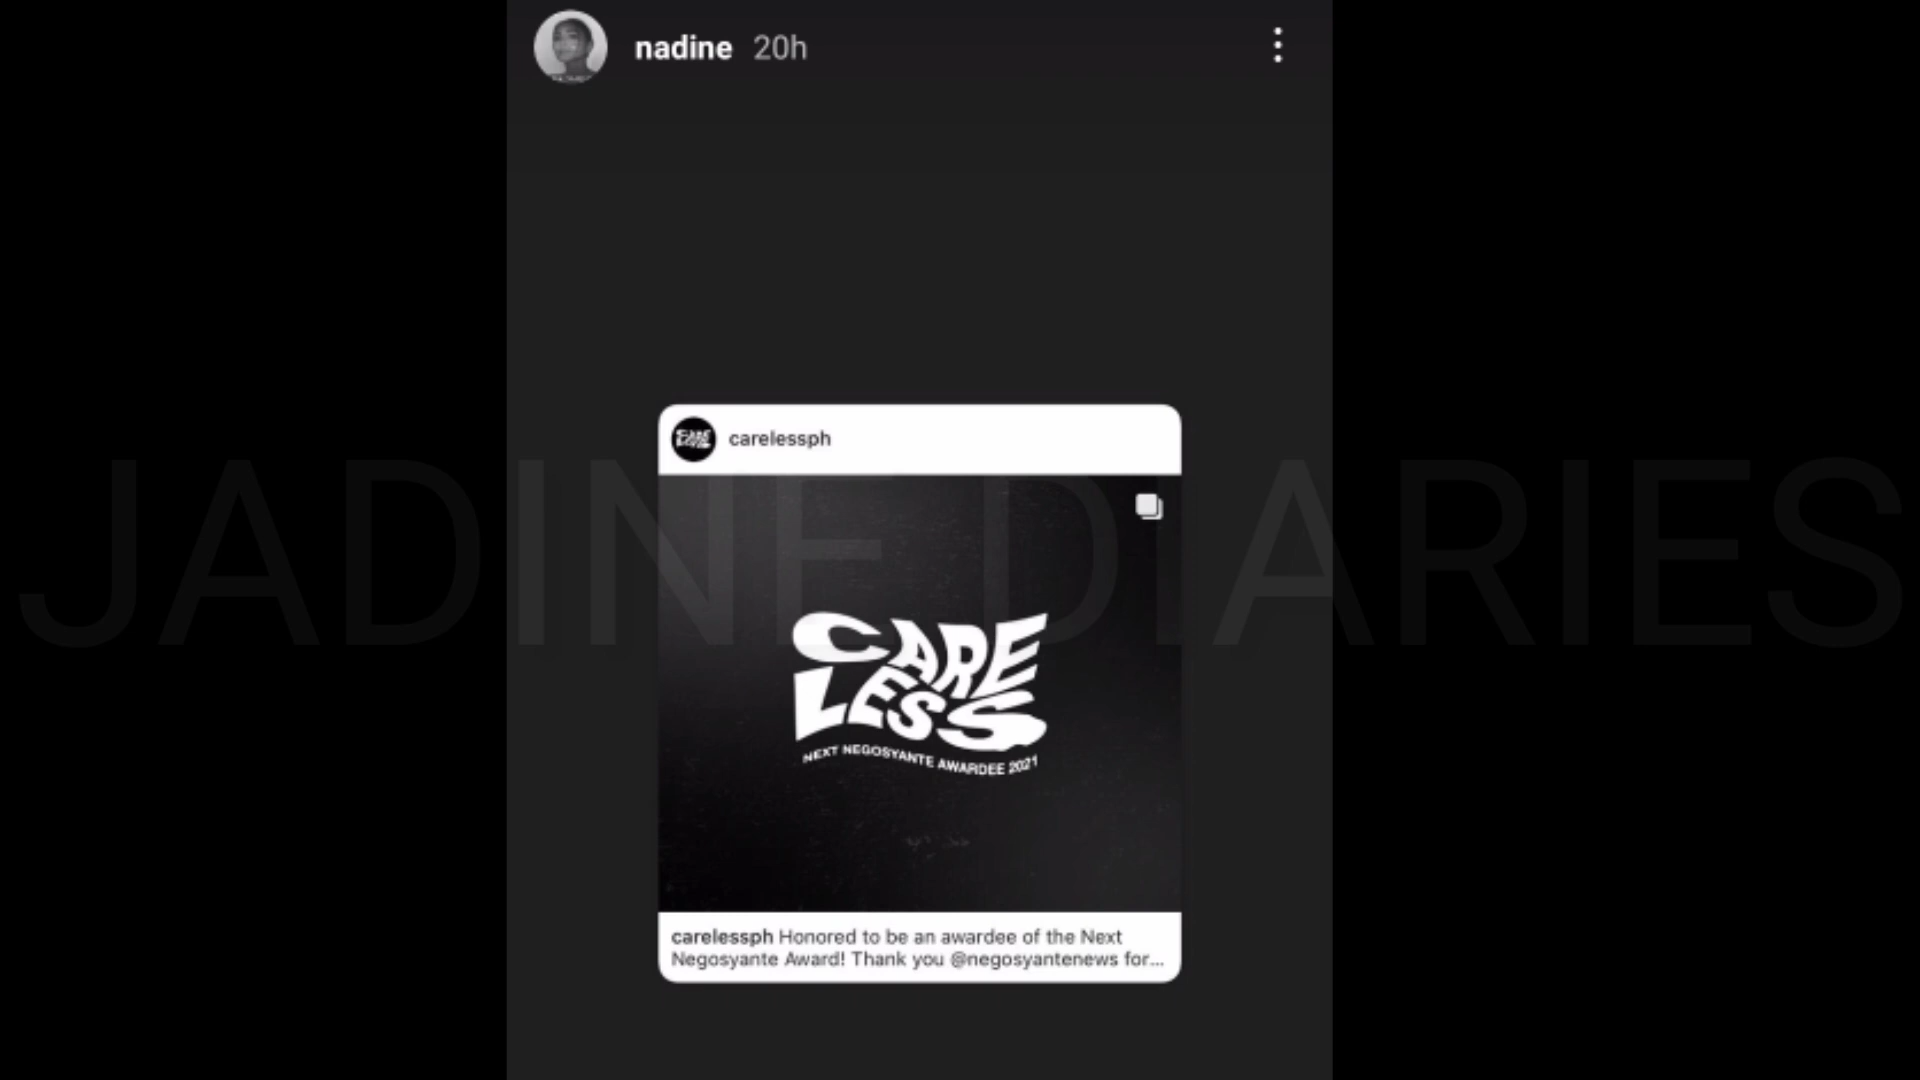 nadine 20h
carelessph
JADINE DIARIES
CARE
LESS
NEXT NEGOSYANTE AWARDEE 2021
carelessph Honored to be an awardee of the Next
Negosyante Award! Thank you @negosyantenews for...